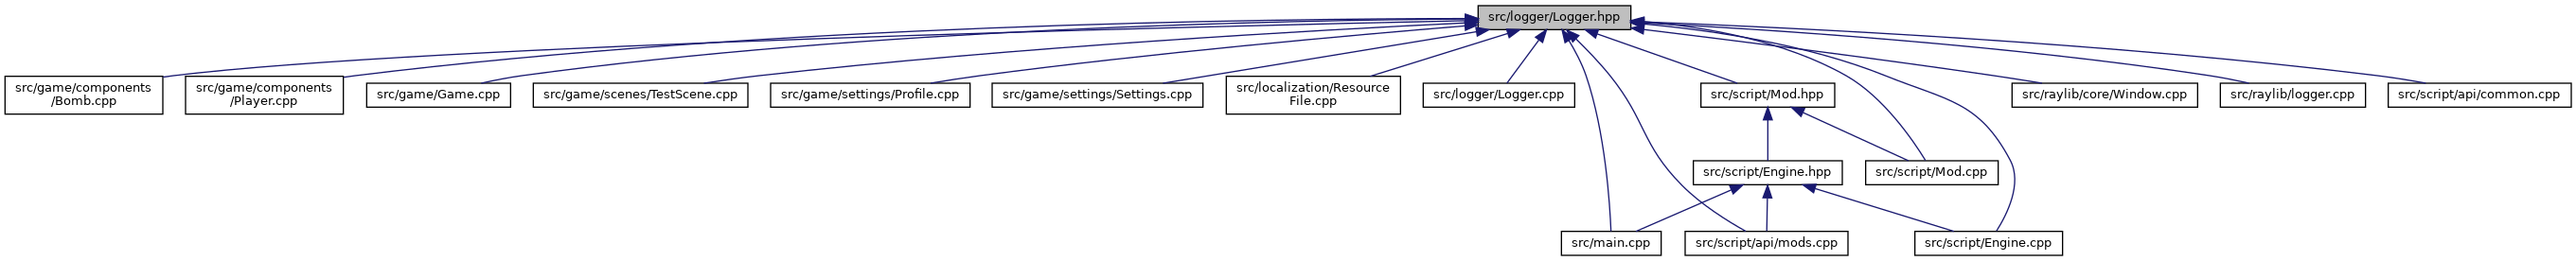 src/logger/Logger.hpp
src/game/components
/Bomb.cpp
src/game/components
/Player.cpp
src/game/Game.cpp
src/game/scenes/TestScene.cpp
src/game/settings/Profile.cpp
src/game/settings/Settings.cpp
src/localization/Resource
File.cpp
src/logger/Logger.cpp
src/script/Mod.hpp
src/raylib/core/Window.cpp
src/raylib/logger.cpp
src/script/api/common.cpp
src/script/Engine.hpp
src/script/Mod.cpp
src/main.cpp
src/script/api/mods.cpp
src/script/Engine.cpp